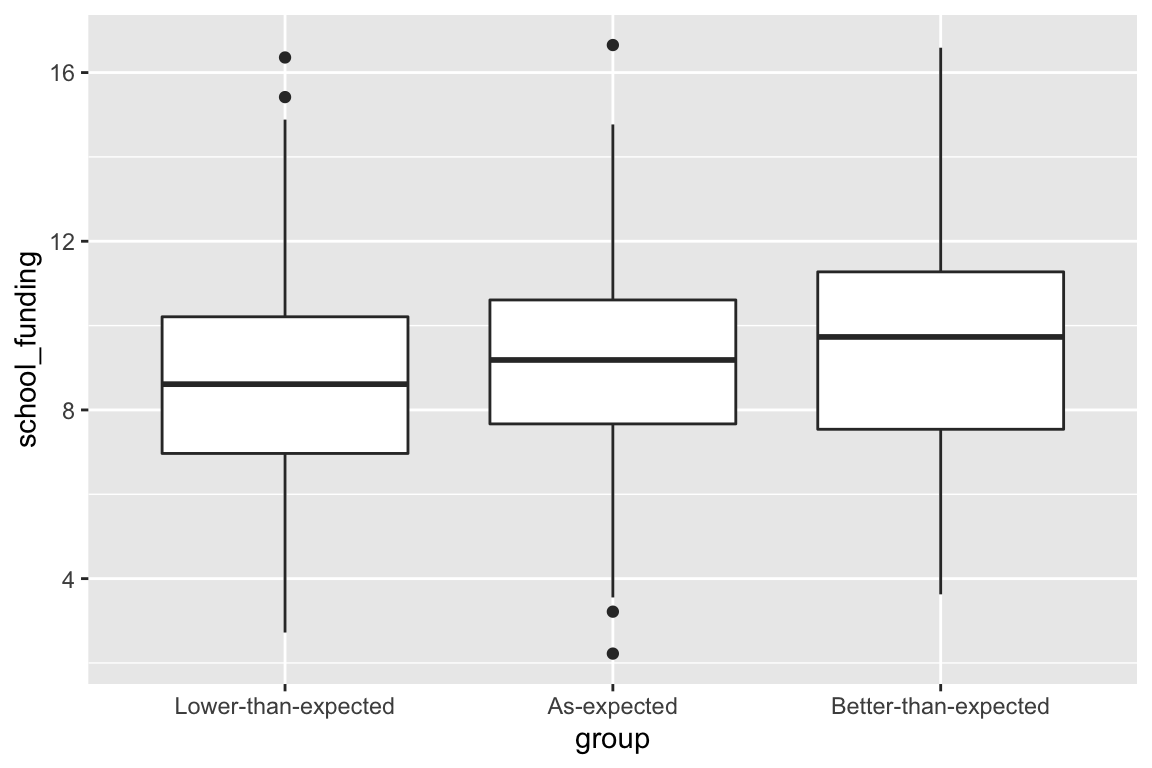 school_funding
16
12
8
4
Lower-than-expected
As-expected
Better-than-expected
group